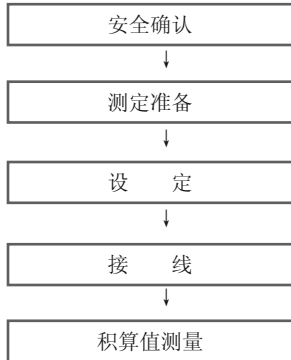 安全确认
测定准备
设　　定
接　　线
积算值测量